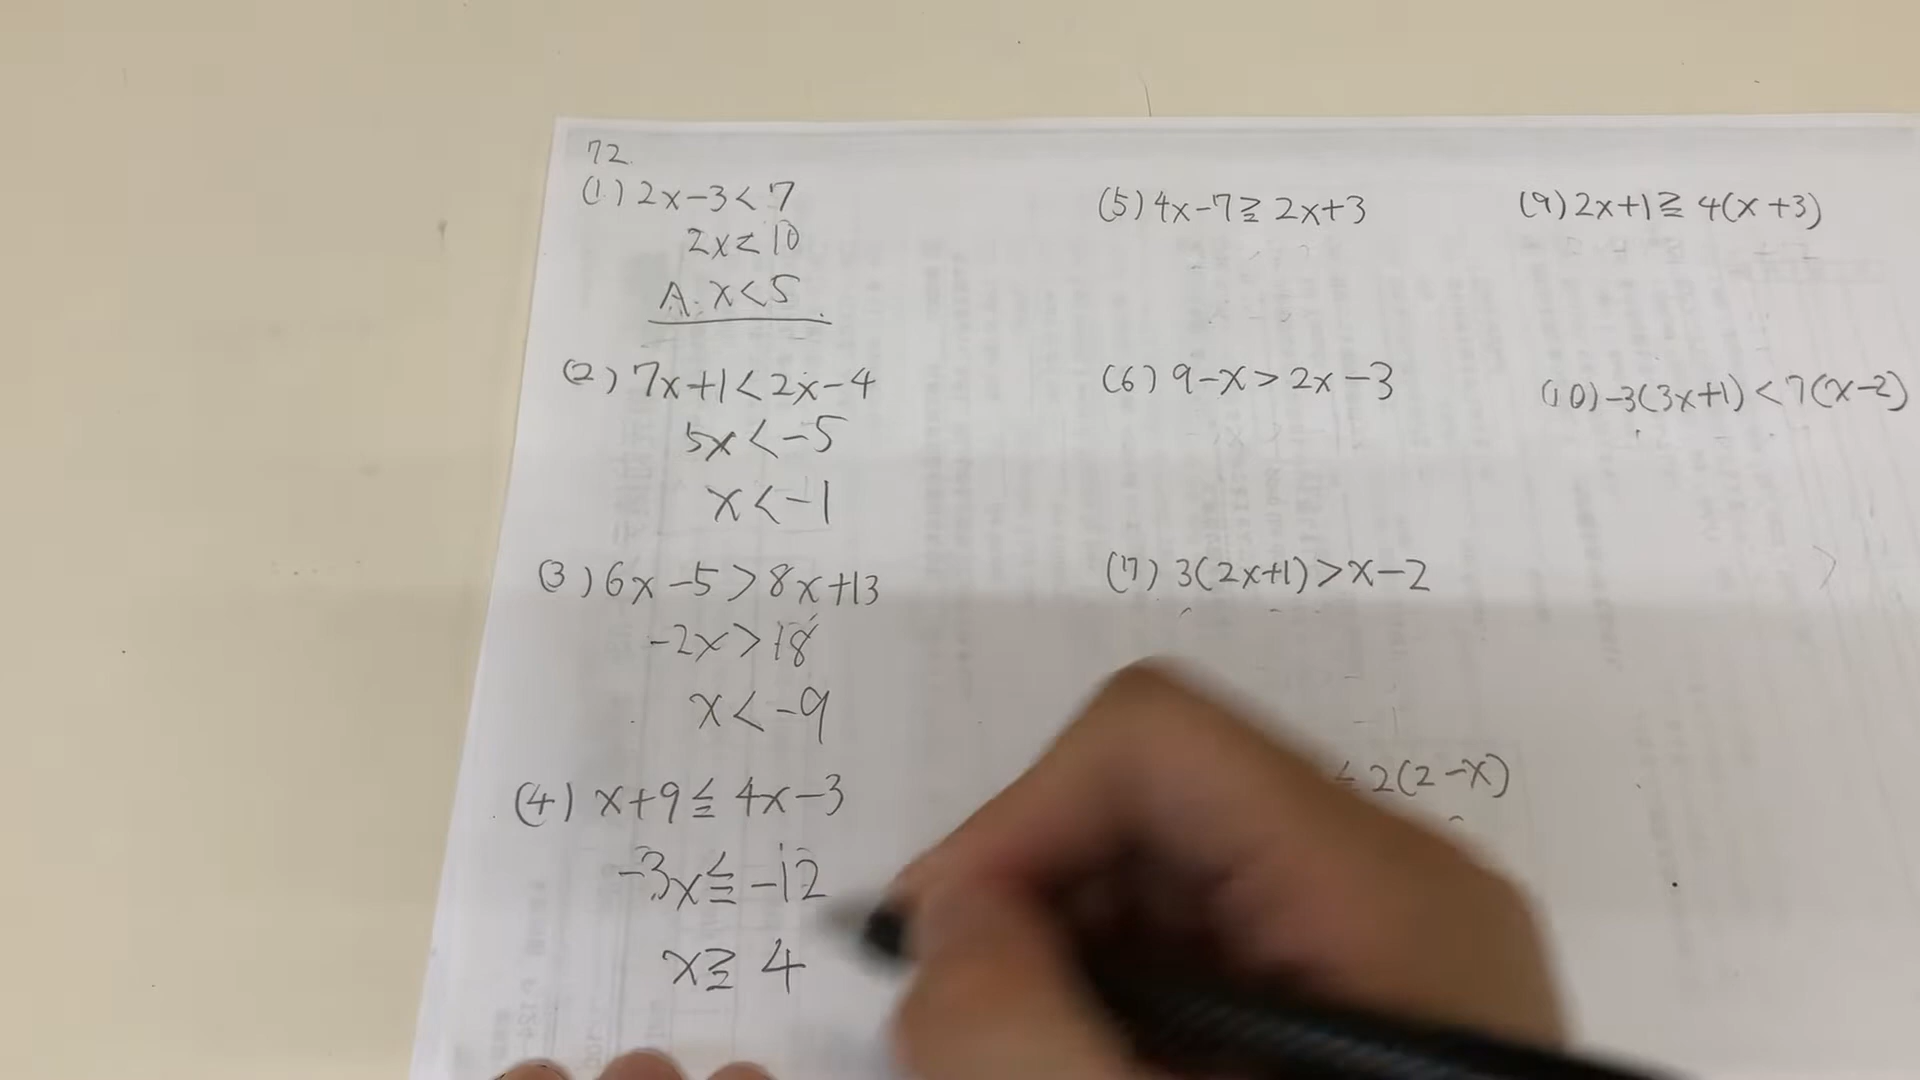 72.
(1) 2x-3<7
2x<10
A. x<5.
(2) 7x+1<2x-4
5x<-5
x<-1
(3) 6x-5>8x+13
-2x>18
x<-9
(4) x+9≦4x-3
-3x≦-12
x≧4
(5) 4x-7≧2x+3
(6) 9-x>2x-3
(7) 3(2x+1)>x-2
≦2(2-x)
(9) 2x+1≧4(x+3)
(10) -3(3x+1)<7(x-2)